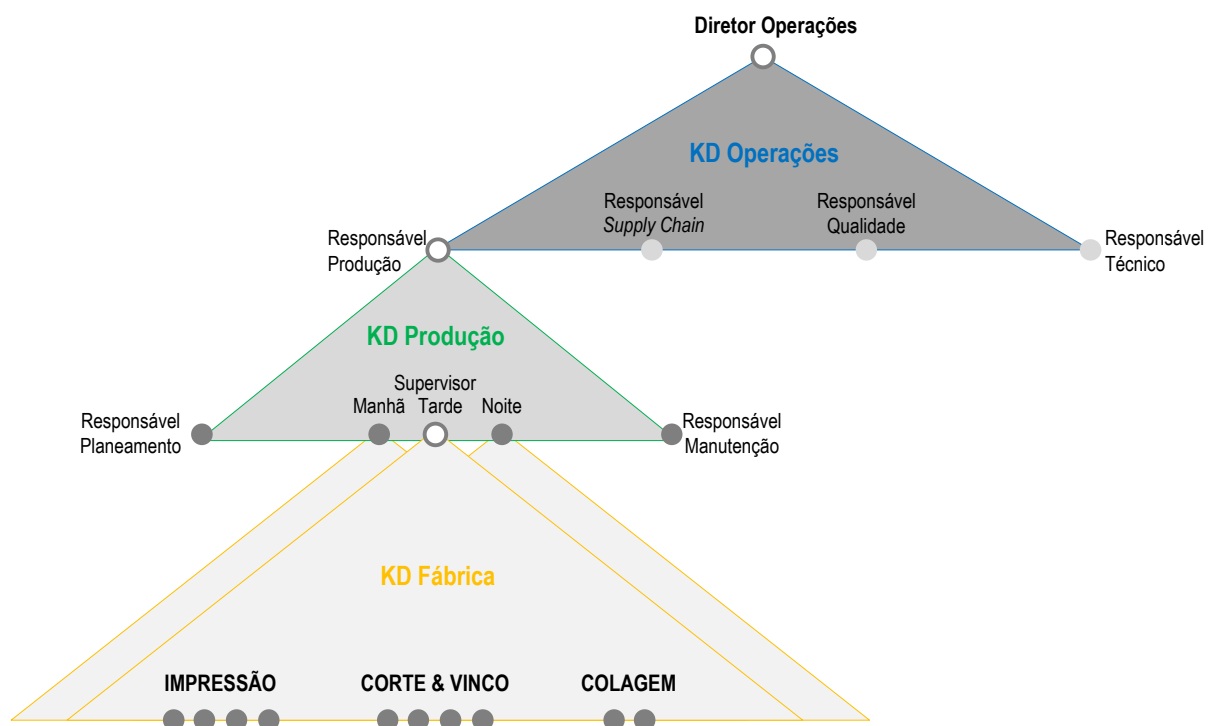 Diretor Operações
KD Operações
Responsável
Supply Chain
Responsável
Qualidade
Responsável
Produção
Responsável
Técnico
KD Produção
Supervisor
Manhã Tarde Noite
Responsável
Planeamento
Responsável
Manutenção
KD Fábrica
IMPRESSÃO CORTE & VINCO COLAGEM